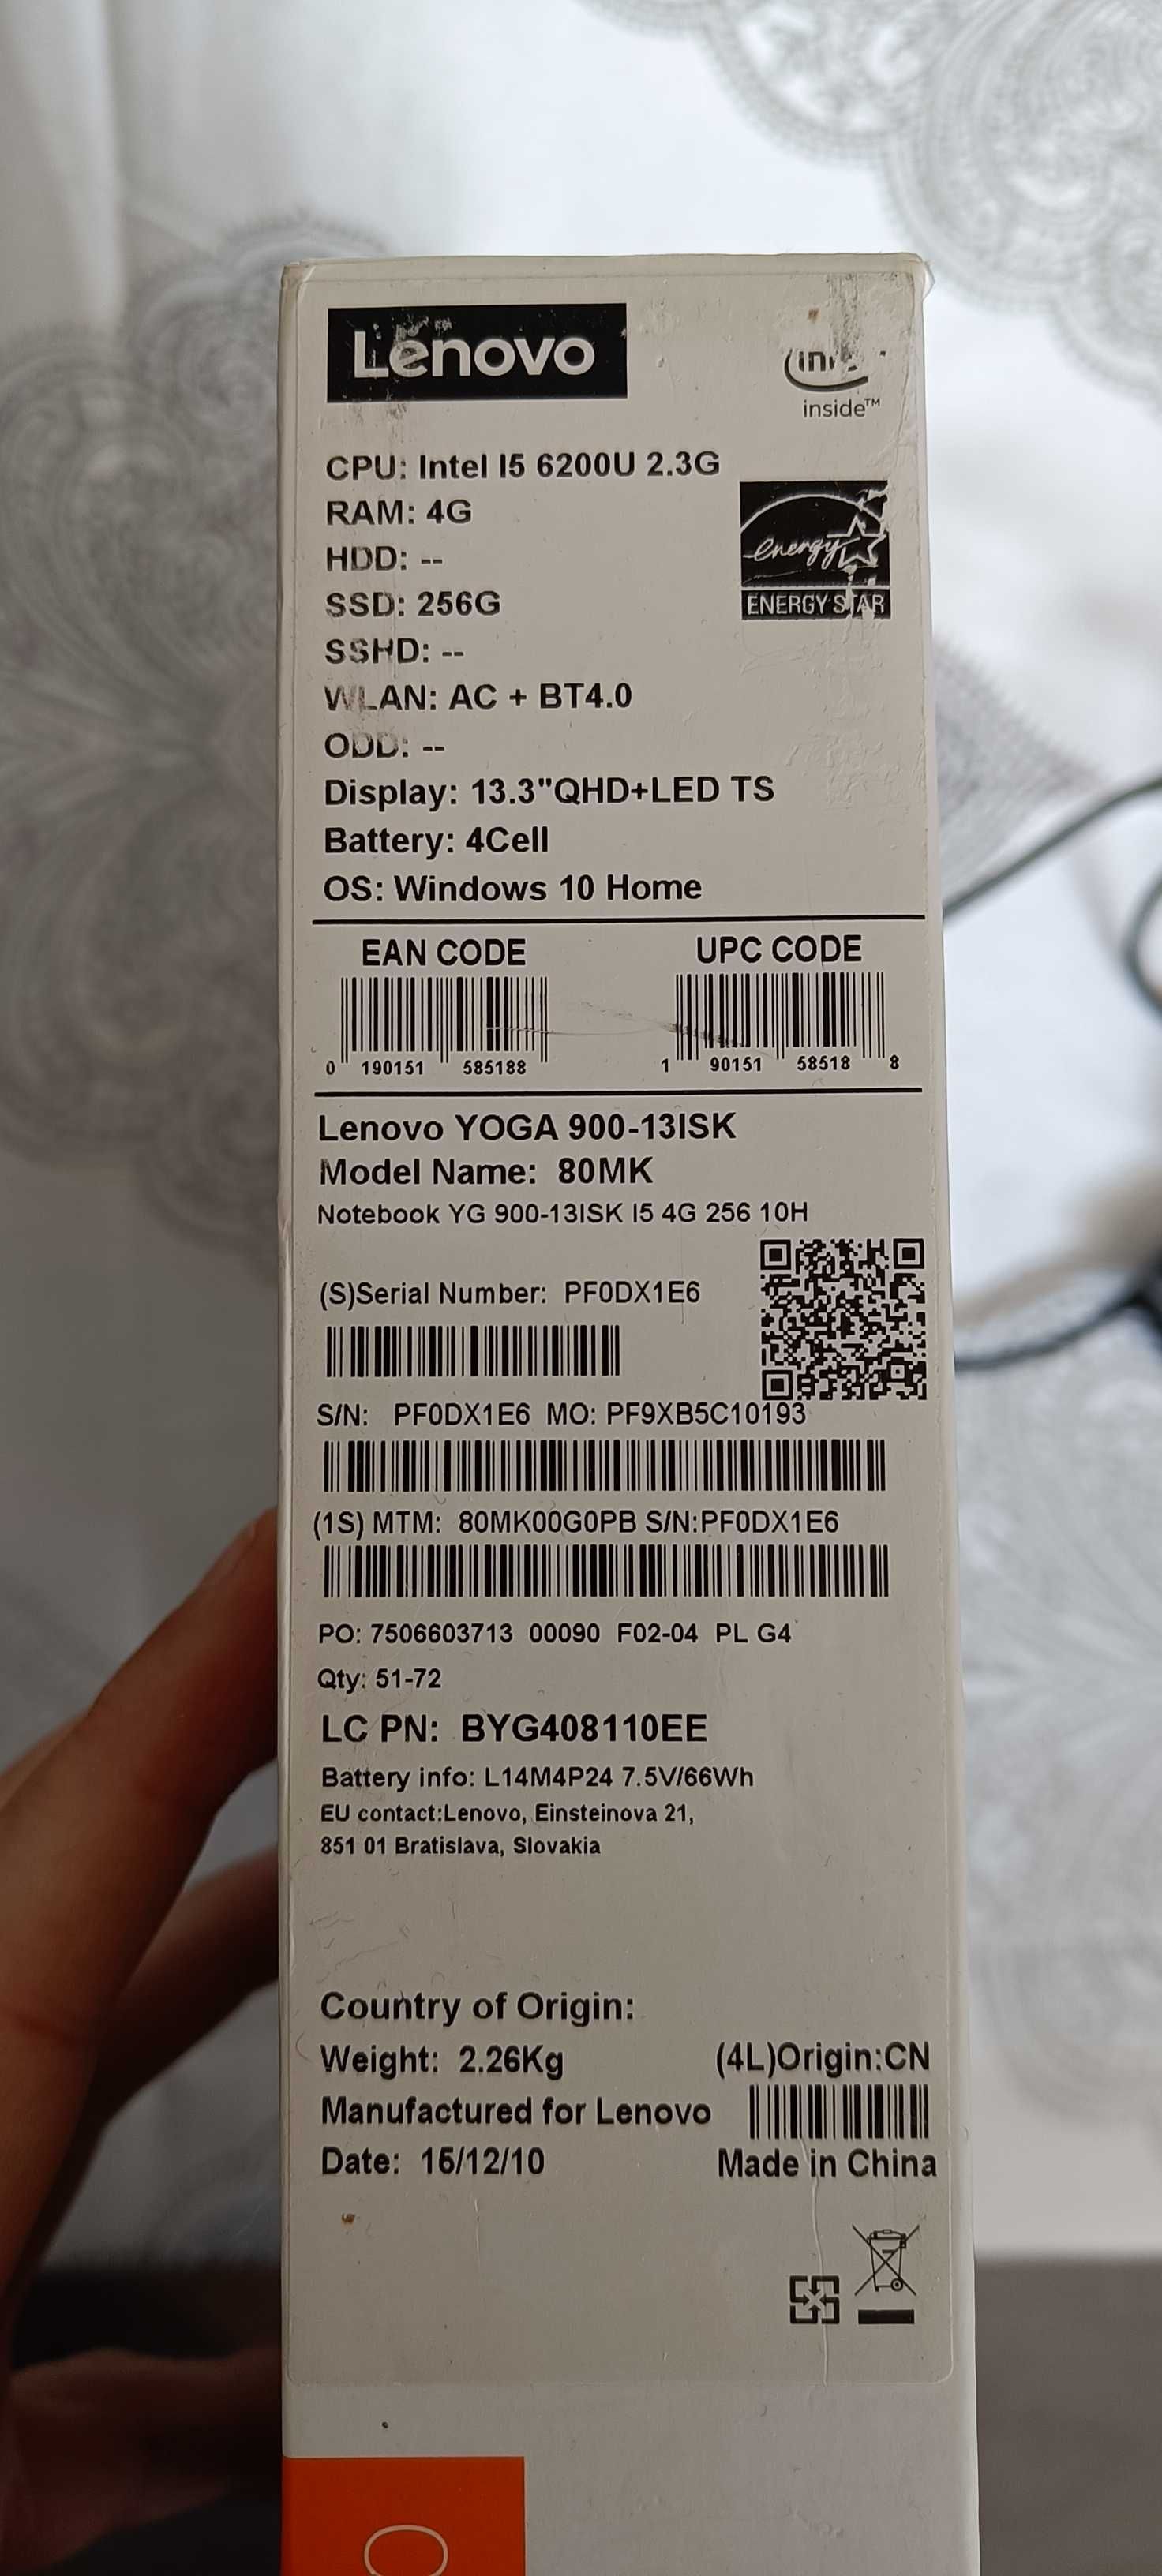 Lenovo
inside™
CPU: Intel I5 6200U 2.3G
RAM: 4G
HDD: --
SSD: 256G
SSHD: --
WLAN: AC + BT4.0
ODD: --
Display: 13.3"QHD+LED TS
Battery: 4Cell
OS: Windows 10 Home
energy
ENERGY STAR
EAN CODE
0 190151 585188
UPC CODE
1 90151 58518 8
Lenovo YOGA 900-13ISK
Model Name: 80MK
Notebook YG 900-13ISK I5 4G 256 10H
(S)Serial Number: PF0DX1E6
S/N: PF0DX1E6 MO: PF9XB5C10193
(1S) MTM: 80MK00G0PB S/N:PF0DX1E6
PO: 7506603713 00090 F02-04 PL G4
Qty: 51-72
LC PN: BYG408110EE
Battery info: L14M4P24 7.5V/66Wh
EU contact:Lenovo, Einsteinova 21,
851 01 Bratislava, Slovakia
Country of Origin:
Weight: 2.26Kg
(4L)Origin:CN
Manufactured for Lenovo
Date: 15/12/10
Made in China